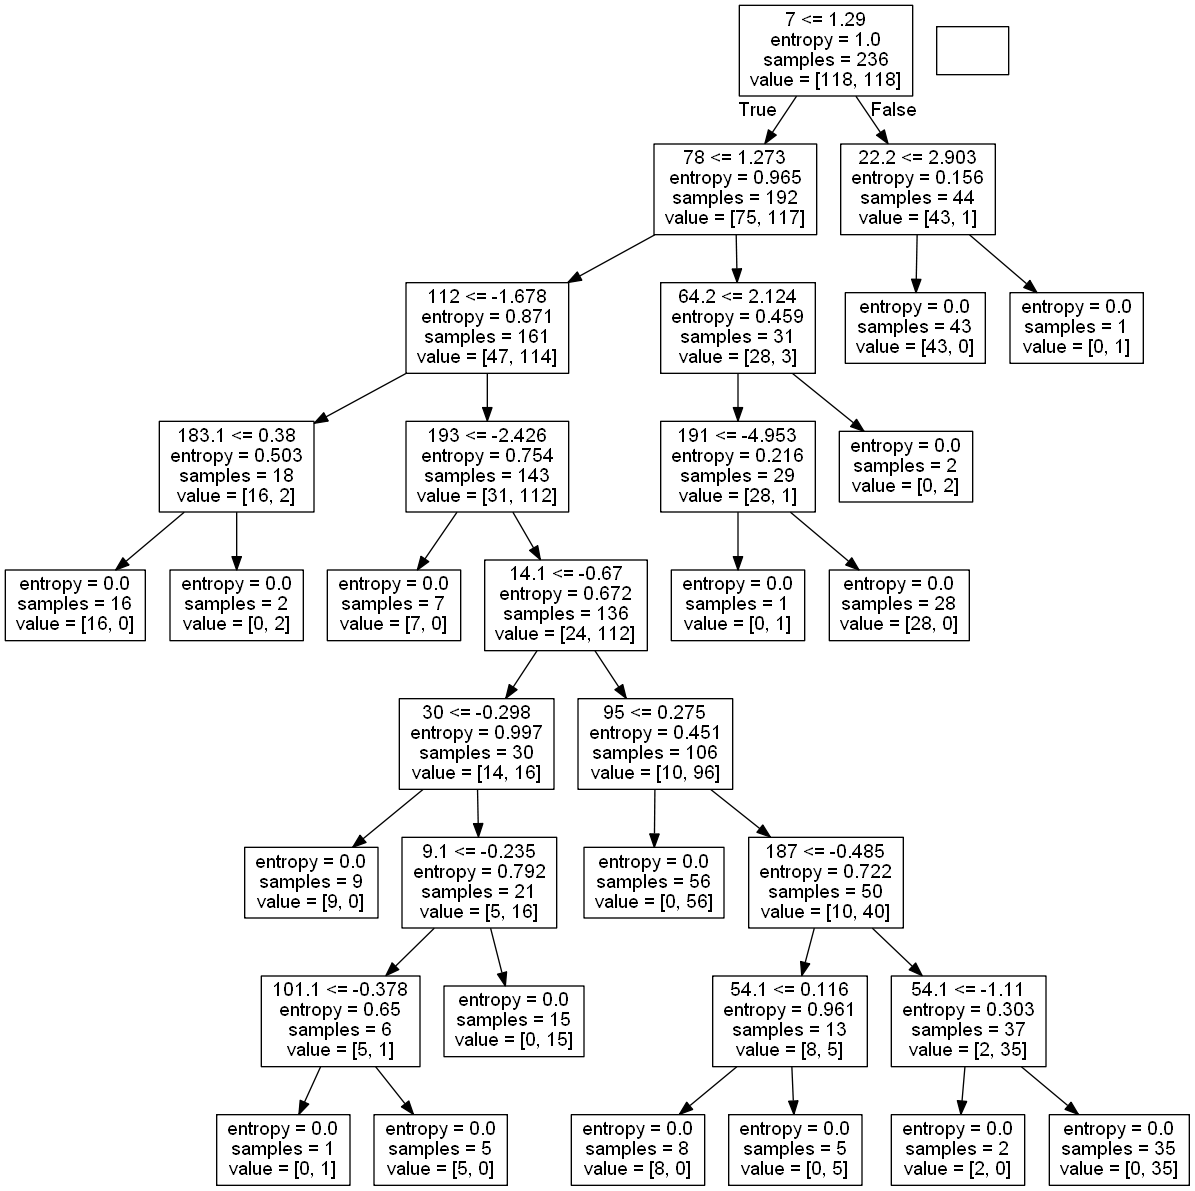 7 <= 1.29
entropy = 1.0
samples = 236
value = [118, 118]
True
False
78 <= 1.273
entropy = 0.965
samples = 192
value = [75, 117]
22.2 <= 2.903
entropy = 0.156
samples = 44
value = [43, 1]
112 <= -1.678
entropy = 0.871
samples = 161
value = [47, 114]
64.2 <= 2.124
entropy = 0.459
samples = 31
value = [28, 3]
entropy = 0.0
samples = 43
value = [43, 0]
entropy = 0.0
samples = 1
value = [0, 1]
183.1 <= 0.38
entropy = 0.503
samples = 18
value = [16, 2]
193 <= -2.426
entropy = 0.754
samples = 143
value = [31, 112]
191 <= -4.953
entropy = 0.216
samples = 29
value = [28, 1]
entropy = 0.0
samples = 2
value = [0, 2]
entropy = 0.0
samples = 16
value = [16, 0]
entropy = 0.0
samples = 2
value = [0, 2]
entropy = 0.0
samples = 7
value = [7, 0]
14.1 <= -0.67
entropy = 0.672
samples = 136
value = [24, 112]
entropy = 0.0
samples = 1
value = [0, 1]
entropy = 0.0
samples = 28
value = [28, 0]
30 <= -0.298
entropy = 0.997
samples = 30
value = [14, 16]
95 <= 0.275
entropy = 0.451
samples = 106
value = [10, 96]
entropy = 0.0
samples = 9
value = [9, 0]
9.1 <= -0.235
entropy = 0.792
samples = 21
value = [5, 16]
entropy = 0.0
samples = 56
value = [0, 56]
187 <= -0.485
entropy = 0.722
samples = 50
value = [10, 40]
101.1 <= -0.378
entropy = 0.65
samples = 6
value = [5, 1]
entropy = 0.0
samples = 15
value = [0, 15]
54.1 <= 0.116
entropy = 0.961
samples = 13
value = [8, 5]
54.1 <= -1.11
entropy = 0.303
samples = 37
value = [2, 35]
entropy = 0.0
samples = 1
value = [0, 1]
entropy = 0.0
samples = 5
value = [5, 0]
entropy = 0.0
samples = 8
value = [8, 0]
entropy = 0.0
samples = 5
value = [0, 5]
entropy = 0.0
samples = 2
value = [2, 0]
entropy = 0.0
samples = 35
value = [0, 35]